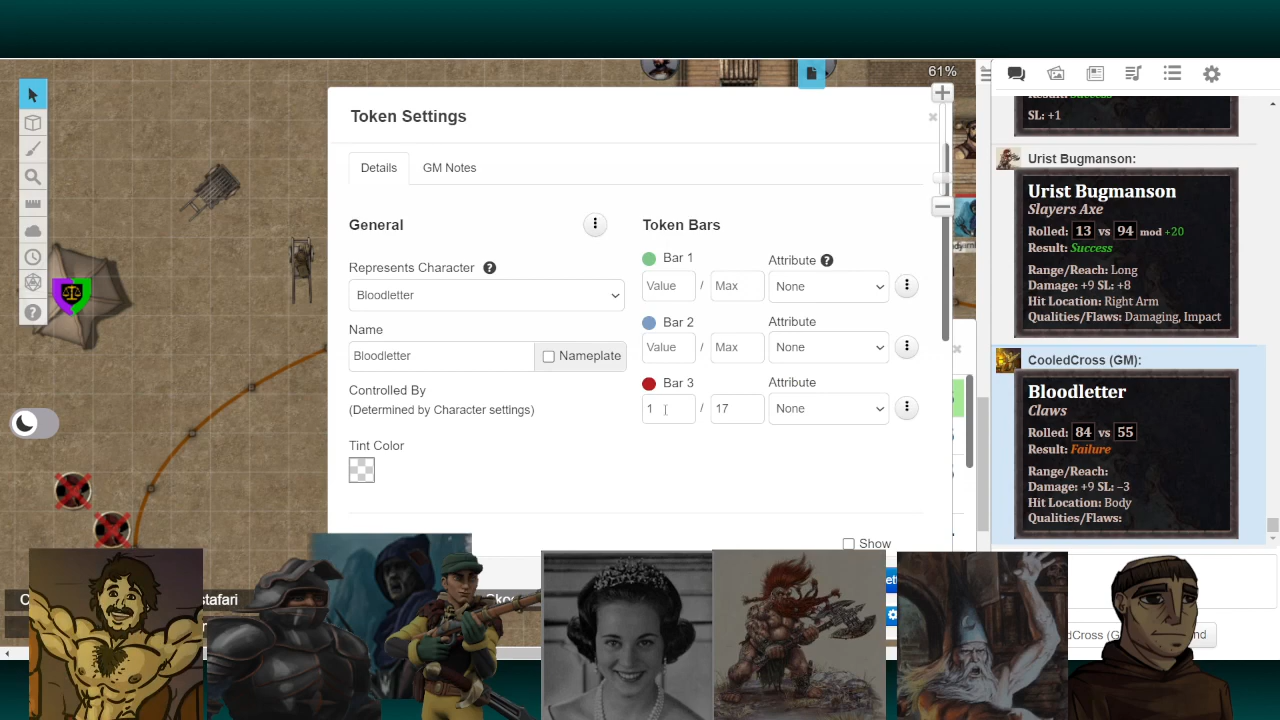 61%
Token Settings
Details
GM Notes
General
Represents Character
Bloodletter
Name
Bloodletter
Nameplate
Controlled By
(Determined by Character settings)
Tint Color
Token Bars
Bar 1
Attribute
Value / Max
None
Bar 2
Attribute
Value / Max
None
Bar 3
Attribute
1 / 17
None
Show
SL: +1
Urist Bugmanson:
Urist Bugmanson
Slayers Axe
Rolled: 13 vs 94 mod +20
Result: Success
Range/Reach: Long
Damage: +9 SL: +8
Hit Location: Right Arm
Qualities/Flaws: Damaging, Impact
CooledCross (GM):
Bloodletter
Claws
Rolled: 84 vs 55
Result: Failure
Range/Reach:
Damage: +9 SL: −3
Hit Location: Body
Qualities/Flaws: